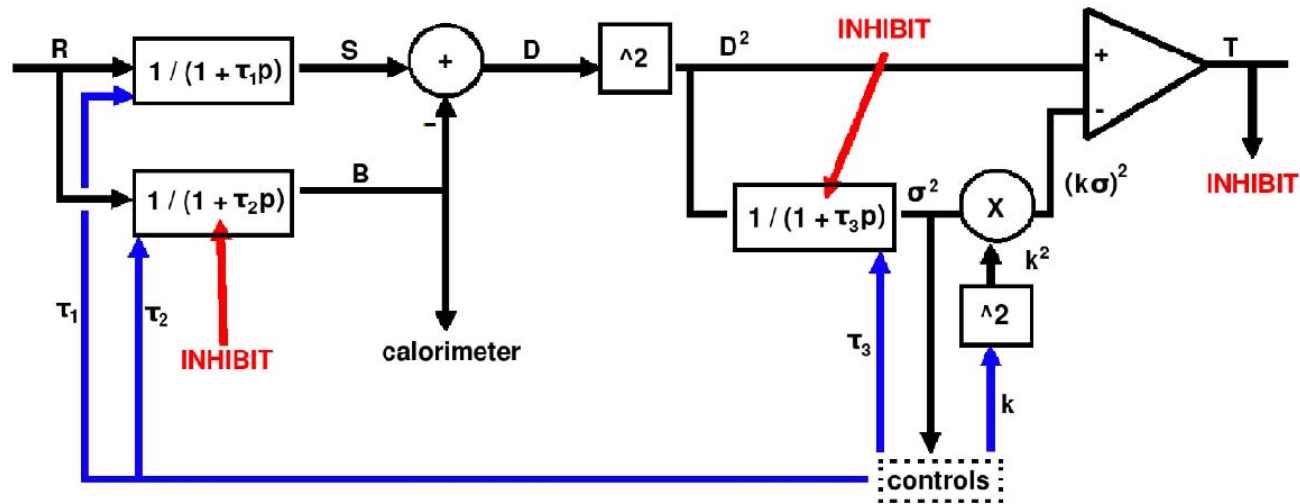 R
1 / (1 + τ₁p)
S
+
−
D
^2
D²
INHIBIT
+
-
T
INHIBIT
1 / (1 + τ₂p)
B
1 / (1 + τ₃p)
σ²
X
(kσ)²
k²
^2
τ₁
τ₂
INHIBIT
calorimeter
τ₃
k
controls